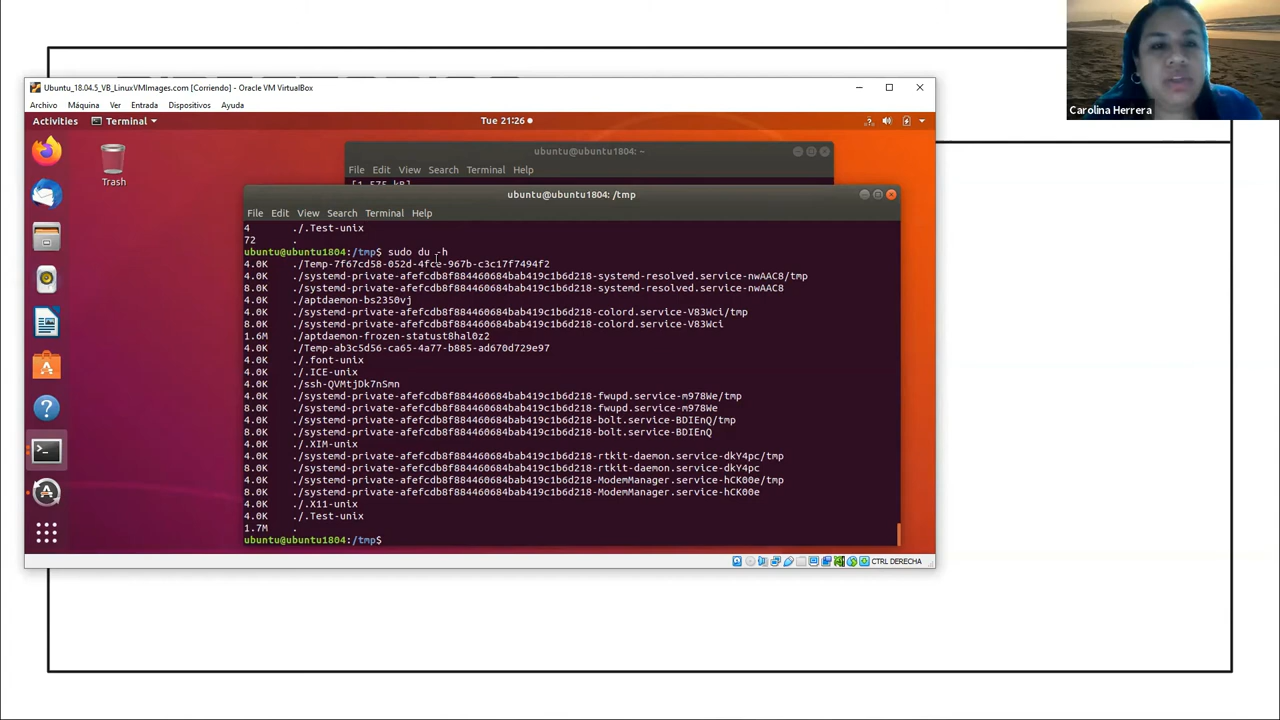 Carolina Herrera
Ubuntu_18.04.5_VB_LinuxVMImages.com [Corriendo] - Oracle VM VirtualBox
Archivo Máquina Ver Entrada Dispositivos Ayuda
Activities Terminal Tue 21:26
Trash
ubuntu@ubuntu1804: ~
File Edit View Search Terminal Help
[1,575 kB]
ubuntu@ubuntu1804: /tmp
File Edit View Search Terminal Help
4 ./.Test-unix
72 .
ubuntu@ubuntu1804:/tmp$ sudo du -h
4.0K ./Temp-7f67cd58-052d-4fce-967b-c3c17f7494f2
4.0K ./systemd-private-afefcdb8f884460684bab419c1b6d218-systemd-resolved.service-nwAAC8/tmp
8.0K ./systemd-private-afefcdb8f884460684bab419c1b6d218-systemd-resolved.service-nwAAC8
4.0K ./aptdaemon-bs2350vj
4.0K ./systemd-private-afefcdb8f884460684bab419c1b6d218-colord.service-V83Wci/tmp
8.0K ./systemd-private-afefcdb8f884460684bab419c1b6d218-colord.service-V83Wci
1.6M ./aptdaemon-frozen-statust8hal0z2
4.0K ./Temp-ab3c5d56-ca65-4a77-b885-ad670d729e97
4.0K ./.font-unix
4.0K ./.ICE-unix
4.0K ./ssh-QVMtjDk7nSmn
4.0K ./systemd-private-afefcdb8f884460684bab419c1b6d218-fwupd.service-m978We/tmp
8.0K ./systemd-private-afefcdb8f884460684bab419c1b6d218-fwupd.service-m978We
4.0K ./systemd-private-afefcdb8f884460684bab419c1b6d218-bolt.service-BDIEnQ/tmp
8.0K ./systemd-private-afefcdb8f884460684bab419c1b6d218-bolt.service-BDIEnQ
4.0K ./.XIM-unix
4.0K ./systemd-private-afefcdb8f884460684bab419c1b6d218-rtkit-daemon.service-dkY4pc/tmp
8.0K ./systemd-private-afefcdb8f884460684bab419c1b6d218-rtkit-daemon.service-dkY4pc
4.0K ./systemd-private-afefcdb8f884460684bab419c1b6d218-ModemManager.service-hCK00e/tmp
8.0K ./systemd-private-afefcdb8f884460684bab419c1b6d218-ModemManager.service-hCK00e
4.0K ./.X11-unix
4.0K ./.Test-unix
1.7M .
ubuntu@ubuntu1804:/tmp$
CTRL DERECHA